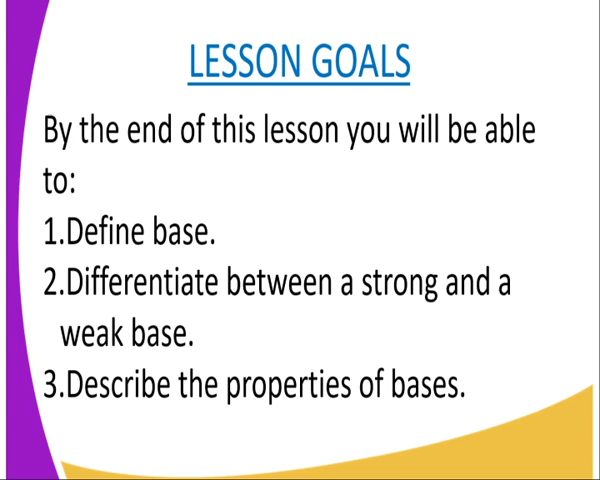 LESSON GOALS
By the end of this lesson you will be able
to:
1.Define base.
2.Differentiate between a strong and a
weak base.
3.Describe the properties of bases.